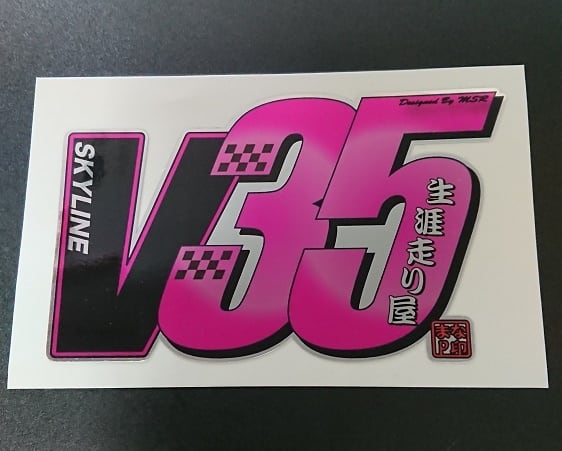 Designed By MSR
V35
SKYLINE
生涯走り屋